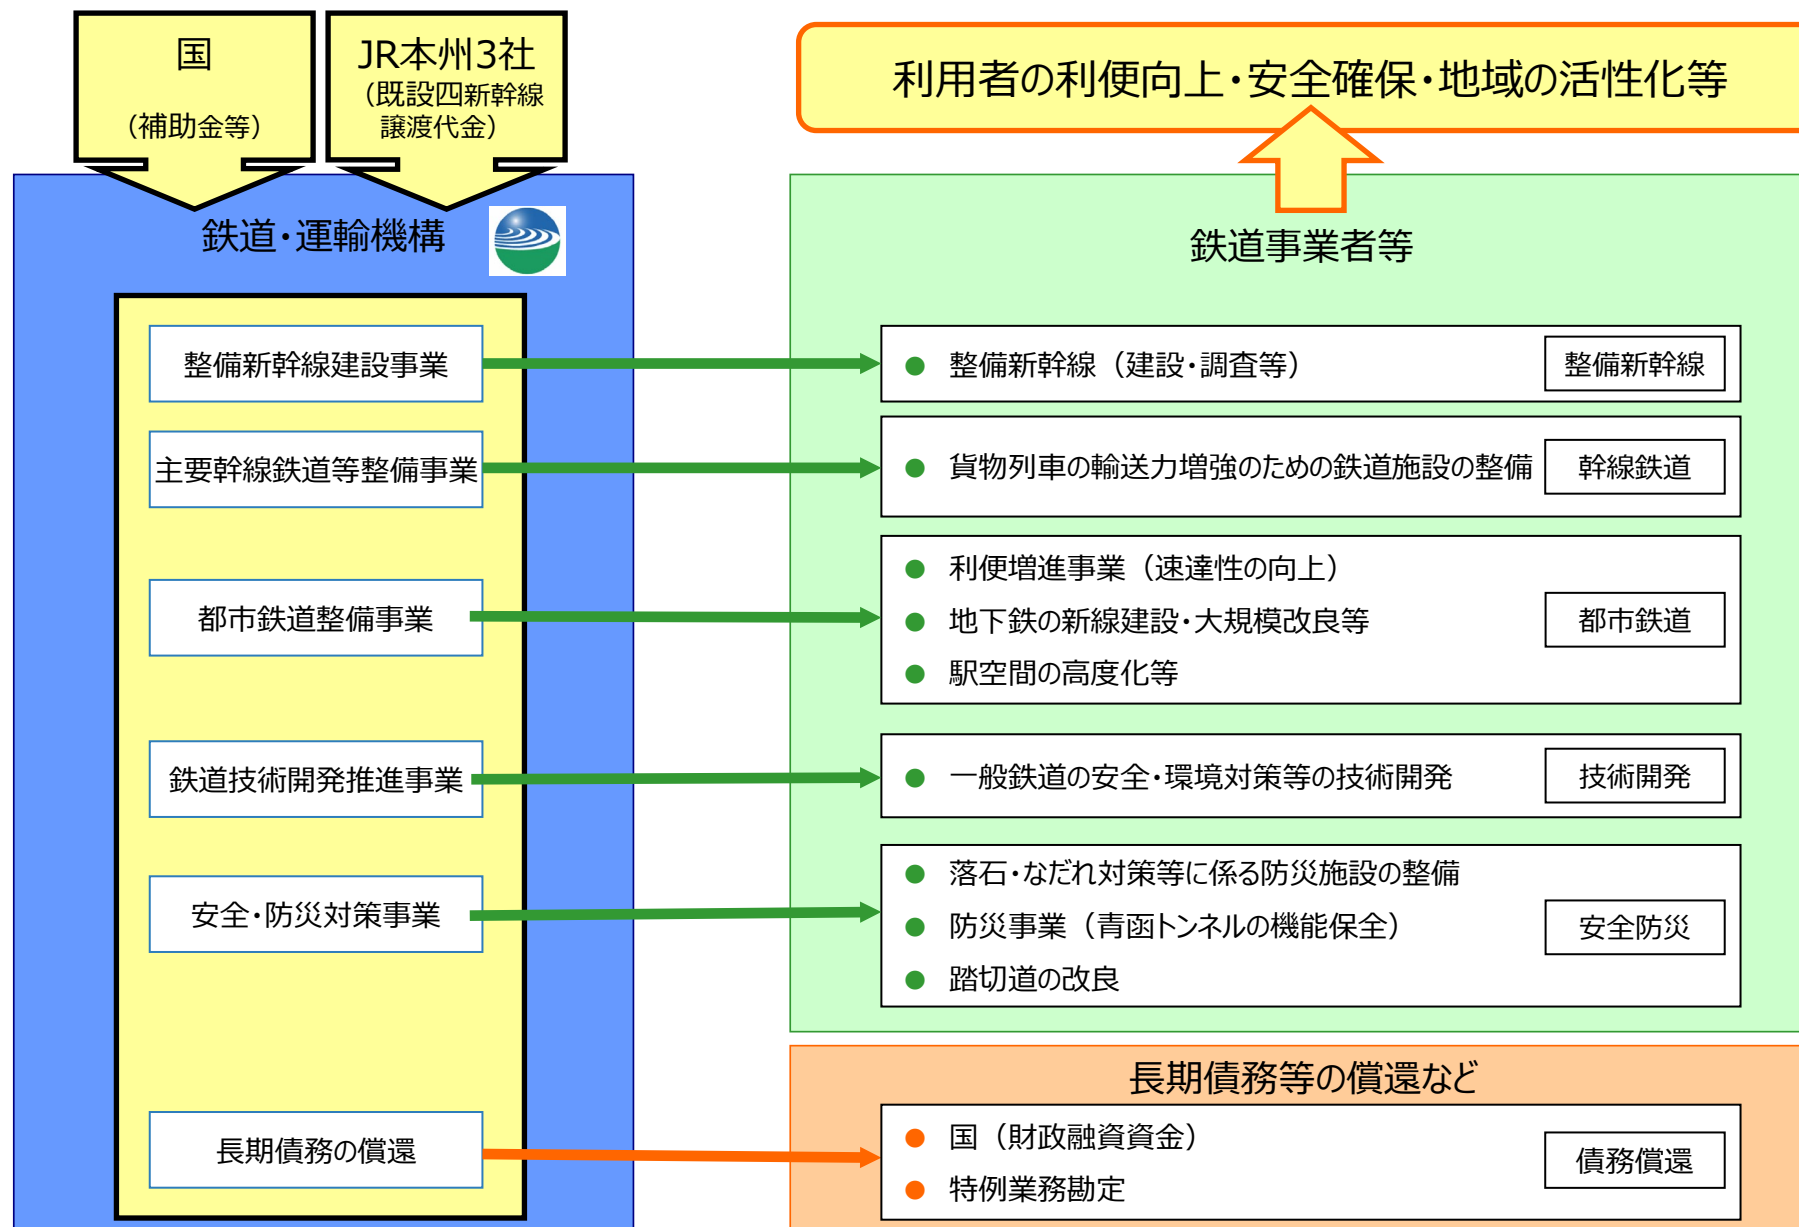 国
（補助金等）
JR本州3社
（既設四新幹線
譲渡代金）
利用者の利便向上・安全確保・地域の活性化等
鉄道・運輸機構
整備新幹線建設事業
主要幹線鉄道等整備事業
都市鉄道整備事業
鉄道技術開発推進事業
安全・防災対策事業
長期債務の償還
鉄道事業者等
● 整備新幹線（建設・調査等）
整備新幹線
● 貨物列車の輸送力増強のための鉄道施設の整備
幹線鉄道
● 利便増進事業（速達性の向上）
● 地下鉄の新線建設・大規模改良等
● 駅空間の高度化等
都市鉄道
● 一般鉄道の安全・環境対策等の技術開発
技術開発
● 落石・なだれ対策等に係る防災施設の整備
● 防災事業（青函トンネルの機能保全）
● 踏切道の改良
安全防災
長期債務等の償還など
● 国（財政融資資金）
● 特例業務勘定
債務償還